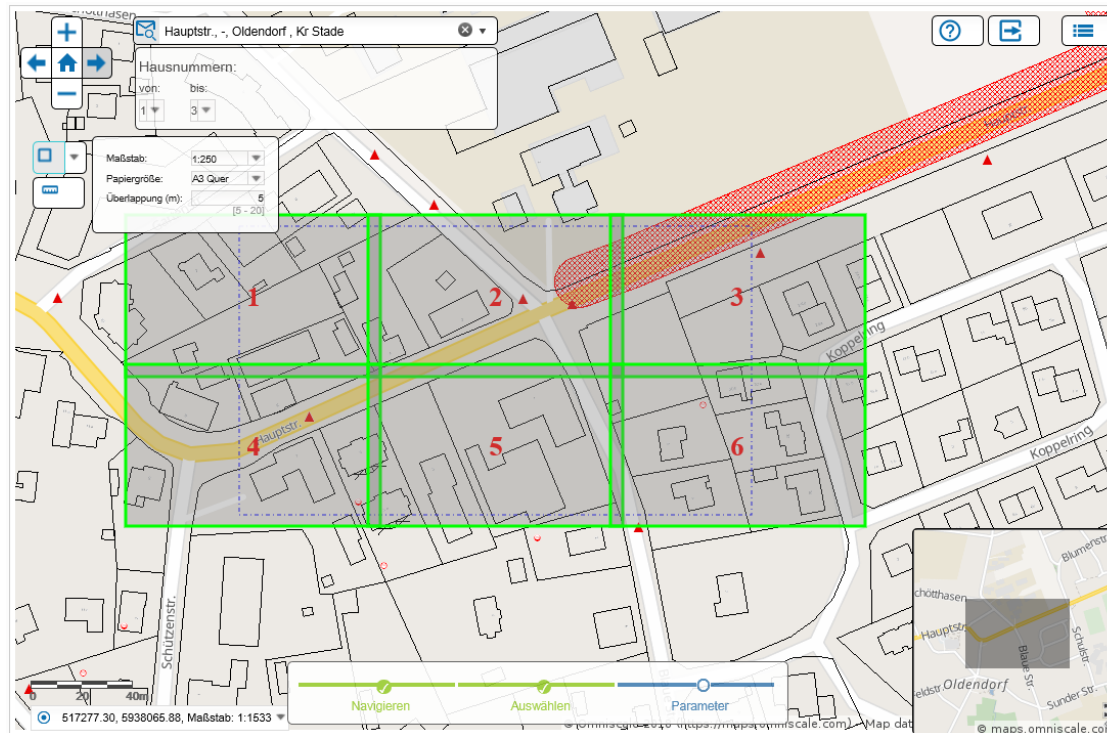 Hauptstr., -, Oldendorf , Kr Stade
Hausnummern:
von: bis:
1 3
Maßstab: 1:250
Papiergröße: A3 Quer
Überlappung (m): 5
[5 - 20]
1 2 3
Koppelring
Hauptstr.
4 5 6
Koppelring
Schützenstr.
Blumenstr.
Hauptstr.
Schulstr.
Blaue Str.
Oldendorf
Sunder Str.
0 20 40m
Navigieren Auswählen Parameter
517277.30, 5938065.88, Maßstab: 1:1533
Map dat
© maps.omniscale.com